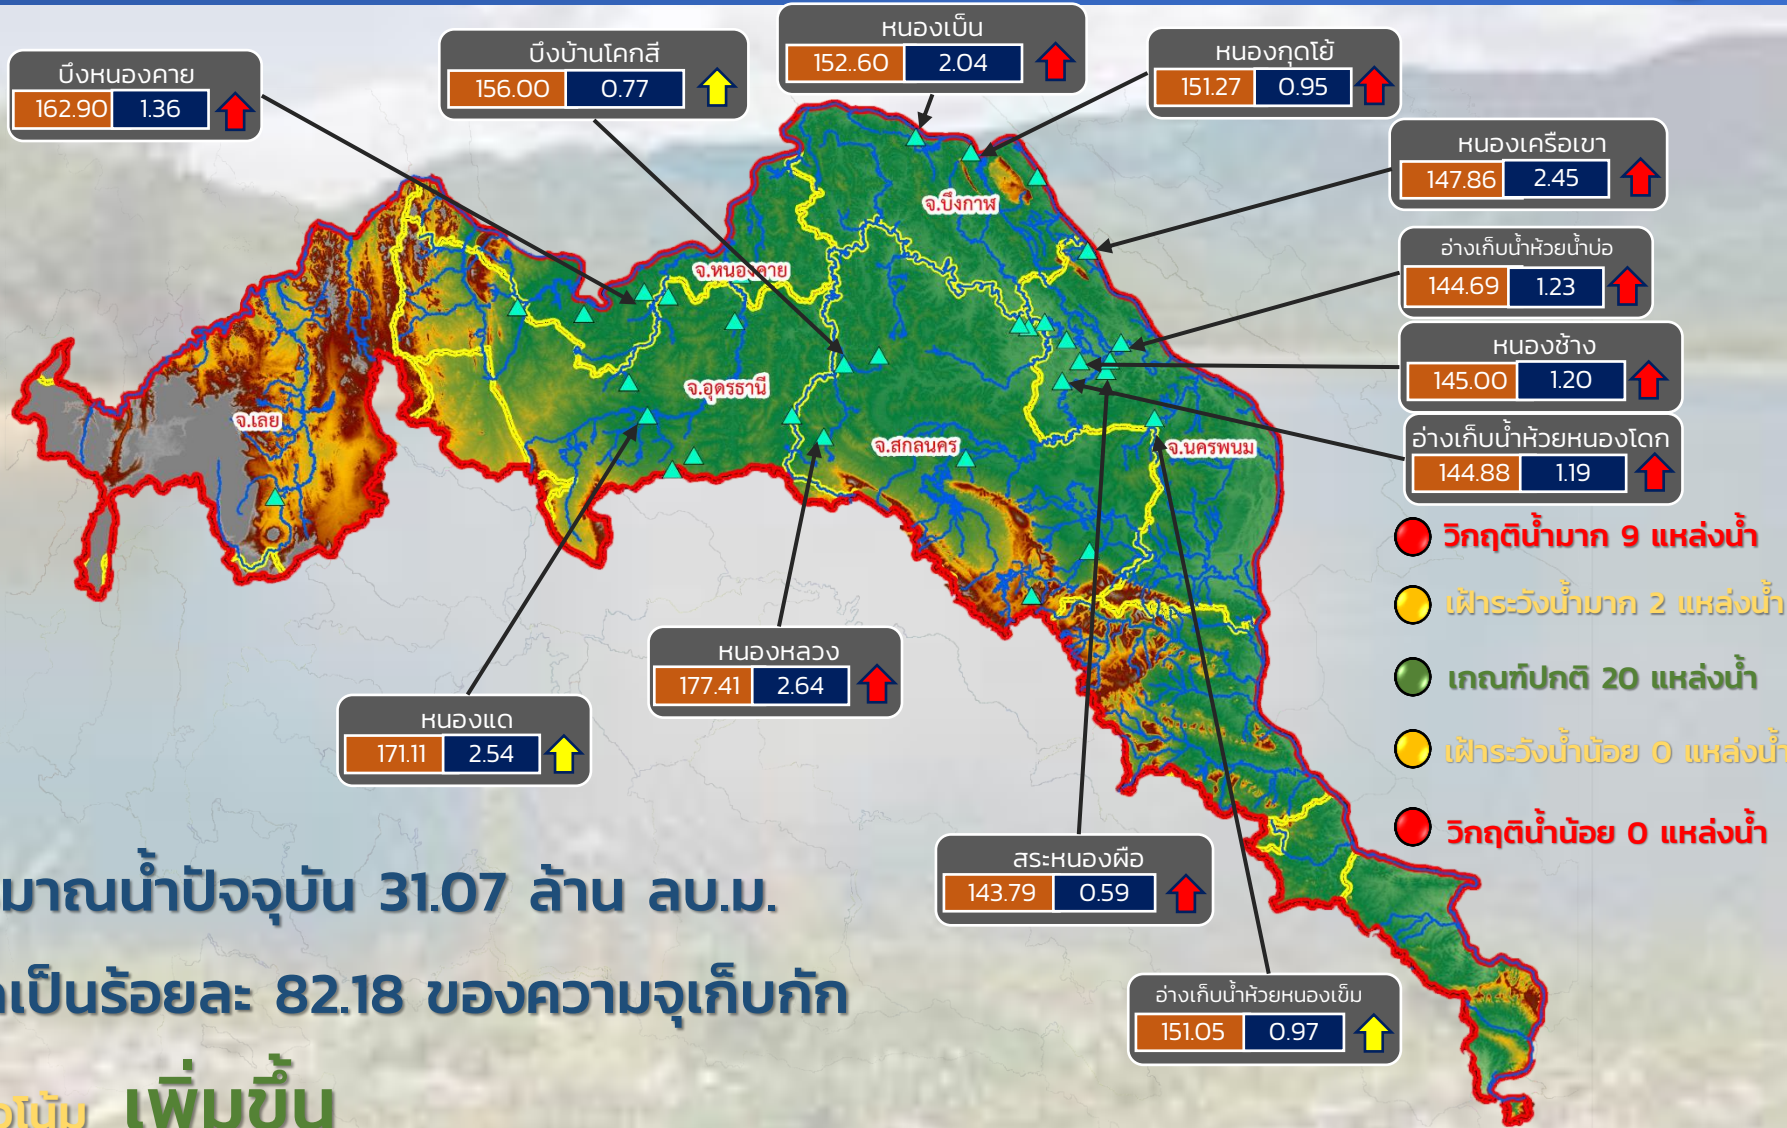 หนองเบ็น
152..60 2.04
บึงบ้านโคกสี
156.00 0.77
หนองกุดโย้
151.27 0.95
บึงหนองคาย
162.90 1.36
หนองเครือเขา
147.86 2.45
จ.บึงกาฬ
อ่างเก็บน้ำห้วยน้ำบ่อ
144.69 1.23
จ.หนองคาย
หนองช้าง
145.00 1.20
จ.อุดรธานี
จ.เลย
จ.สกลนคร
จ.นครพนม
อ่างเก็บน้ำห้วยหนองโดก
144.88 1.19
วิกฤติน้ำมาก 9 แหล่งน้ำ
เฝ้าระวังน้ำมาก 2 แหล่งน้ำ
เกณฑ์ปกติ 20 แหล่งน้ำ
เฝ้าระวังน้ำน้อย 0 แหล่งน้ำ
วิกฤติน้ำน้อย 0 แหล่งน้ำ
หนองหลวง
177.41 2.64
หนองแด
171.11 2.54
สระหนองผือ
143.79 0.59
อ่างเก็บน้ำห้วยหนองเข็ม
151.05 0.97
มาณน้ำปัจจุบัน 31.07 ล้าน ลบ.ม.
เป็นร้อยละ 82.18 ของความจุเก็บกัก
โน้ม เพิ่มขึ้น